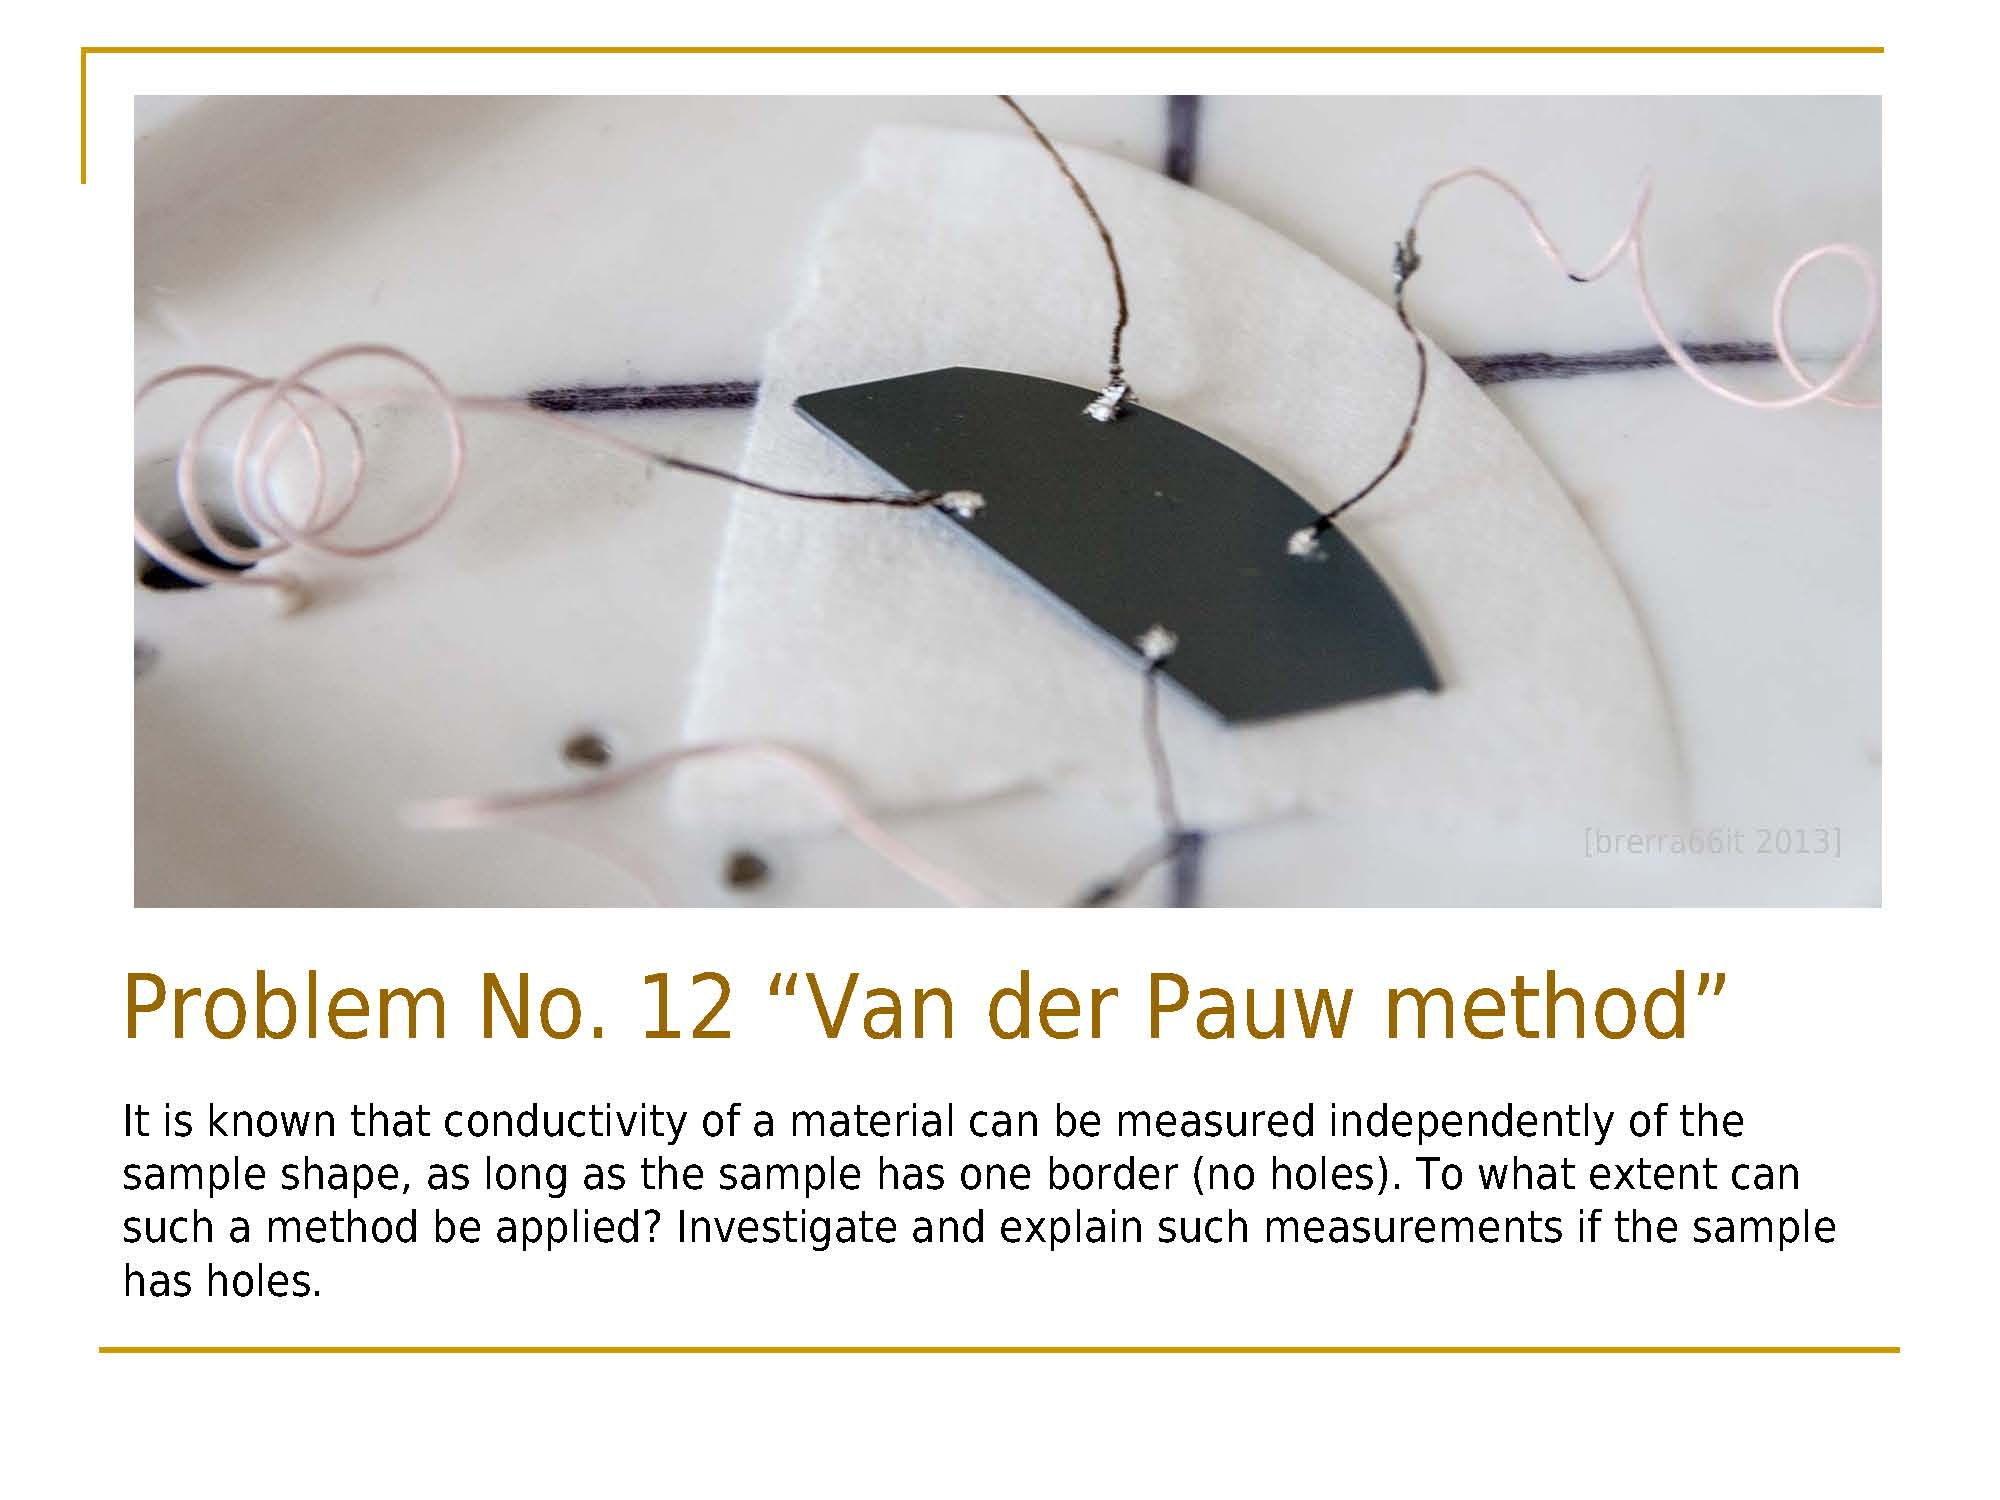 [brerra66it 2013]
Problem No. 12 “Van der Pauw method”
It is known that conductivity of a material can be measured independently of the
sample shape, as long as the sample has one border (no holes). To what extent can
such a method be applied? Investigate and explain such measurements if the sample
has holes.